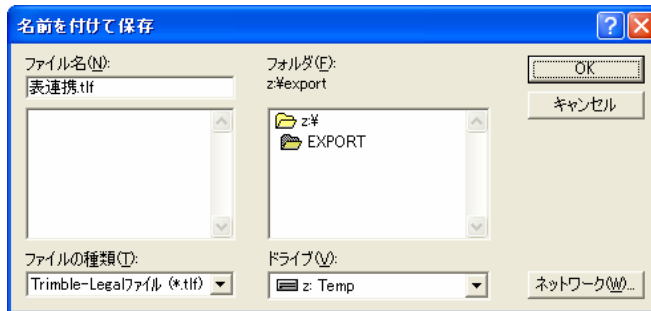 名前を付けて保存
ファイル名(N):
表連携.tlf
フォルダ(F):
z:¥export
z:¥
EXPORT
OK
キャンセル
ファイルの種類(T):
Trimble-Legalファイル (*.tlf)
ドライブ(V):
z: Temp
ネットワーク(W)...